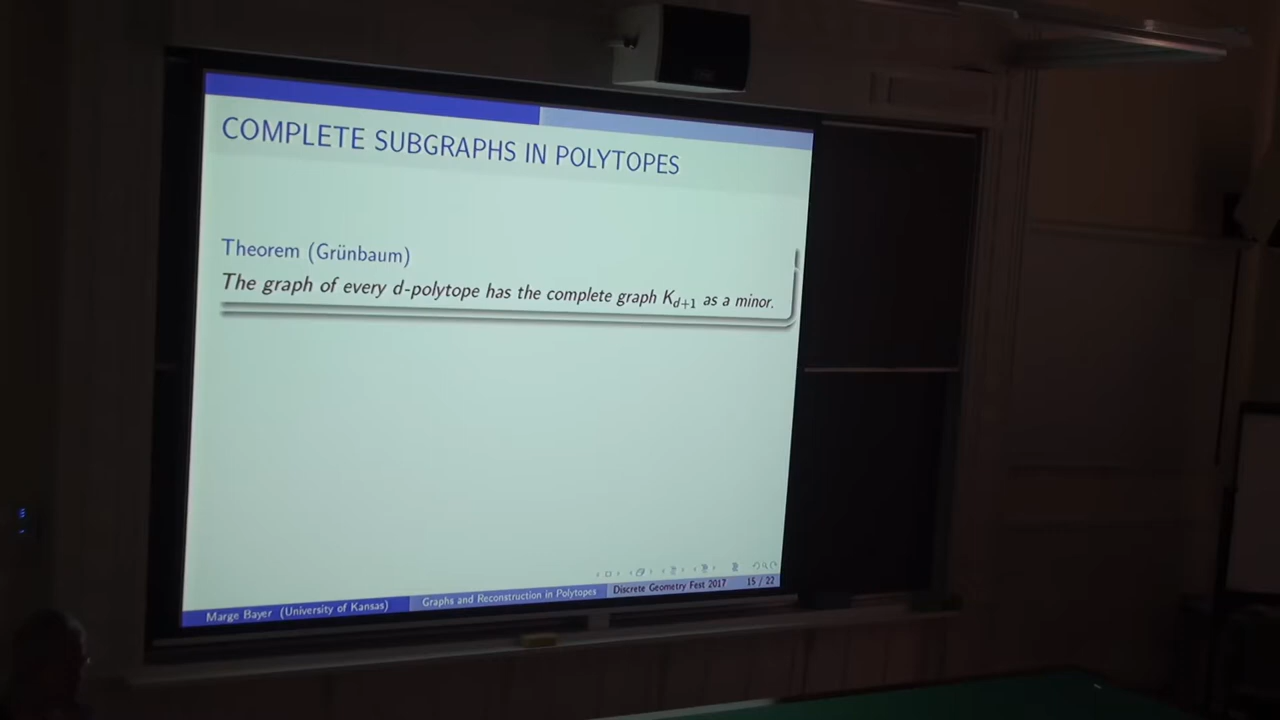 COMPLETE SUBGRAPHS IN POLYTOPES
Theorem (Grünbaum)
The graph of every d-polytope has the complete graph K_{d+1} as a minor.
Marge Bayer (University of Kansas) Graphs and Reconstruction in Polytopes Discrete Geometry Fest 2017 15 / 22